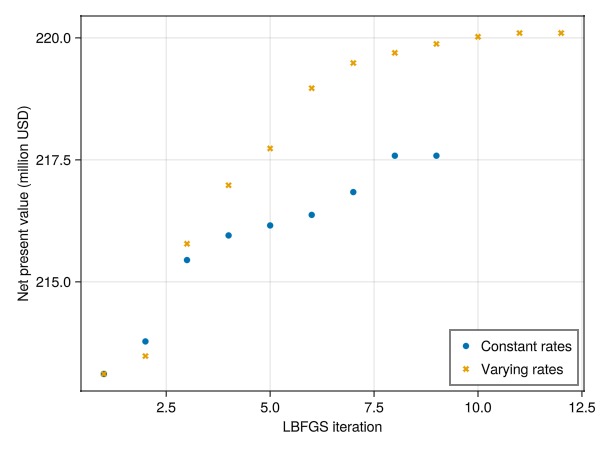 220.0
217.5
215.0
Net present value (million USD)
2.5
5.0
7.5
10.0
12.5
LBFGS iteration
Constant rates
Varying rates